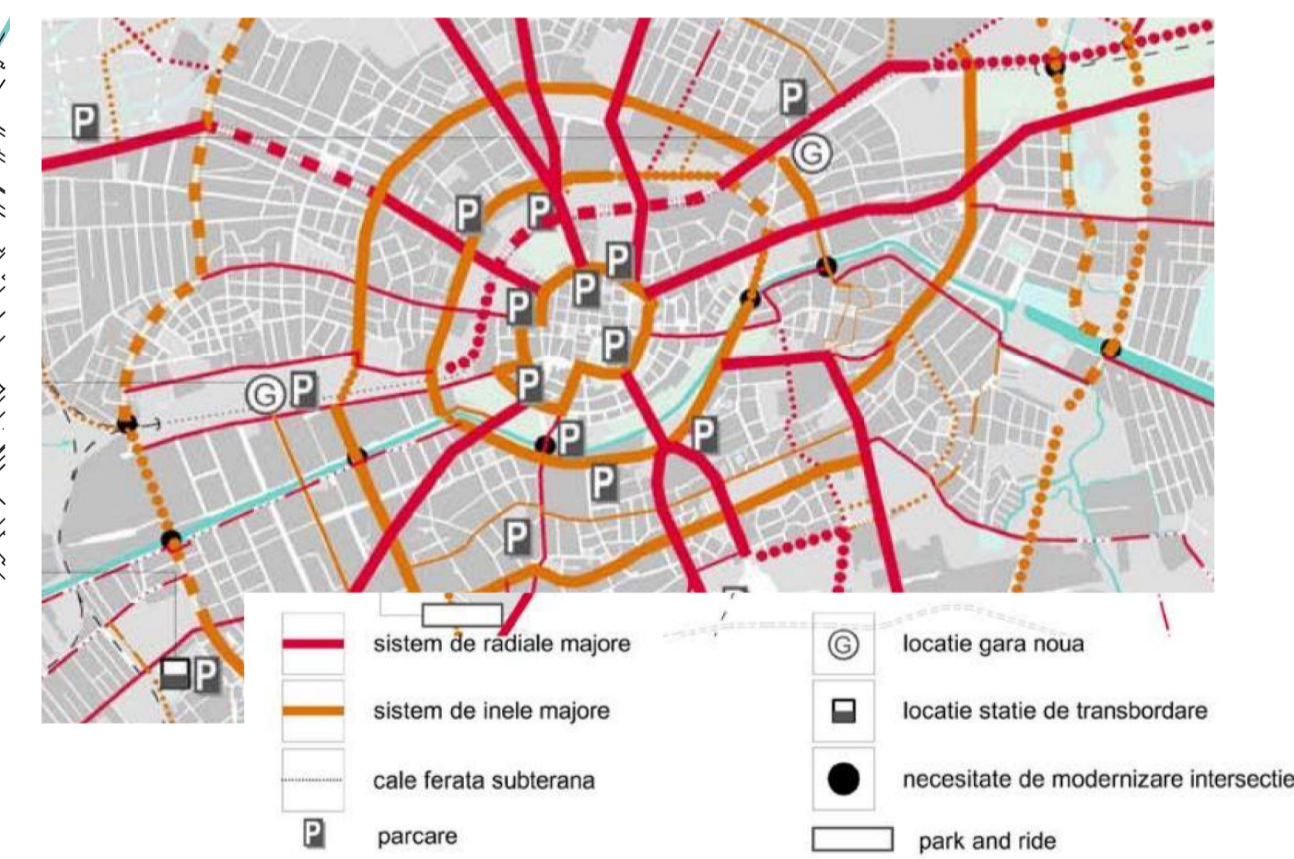 P
P
G
P
P
P
P
P
P
G
P
P
P
P
P
P
P
sistem de radiale majore
sistem de inele majore
cale ferata subterana
P parcare
G locatie gara noua
locatie statie de transbordare
necesitate de modernizare intersectie
park and ride